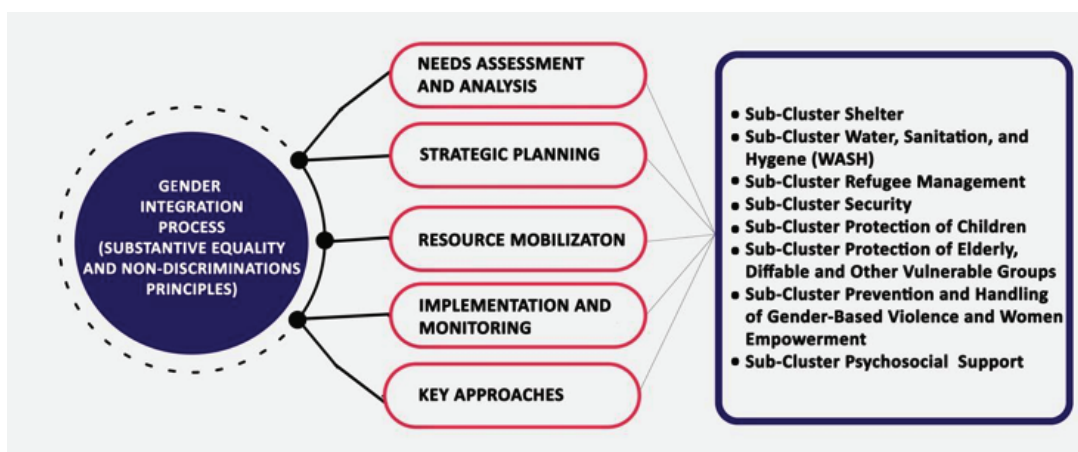 GENDER
INTEGRATION
PROCESS
(SUBSTANTIVE EQUALITY
AND NON-DISCRIMINATIONS
PRINCIPLES)
NEEDS ASSESSMENT
AND ANALYSIS
STRATEGIC PLANNING
RESOURCE MOBILIZATON
IMPLEMENTATION AND
MONITORING
KEY APPROACHES
• Sub-Cluster Shelter
• Sub-Cluster Water, Sanitation, and
Hygene (WASH)
• Sub-Cluster Refugee Management
• Sub-Cluster Security
• Sub-Cluster Protection of Children
• Sub-Cluster Protection of Elderly,
Diffable and Other Vulnerable Groups
• Sub-Cluster Prevention and Handling
of Gender-Based Violence and Women
Empowerment
• Sub-Cluster Psychosocial Support